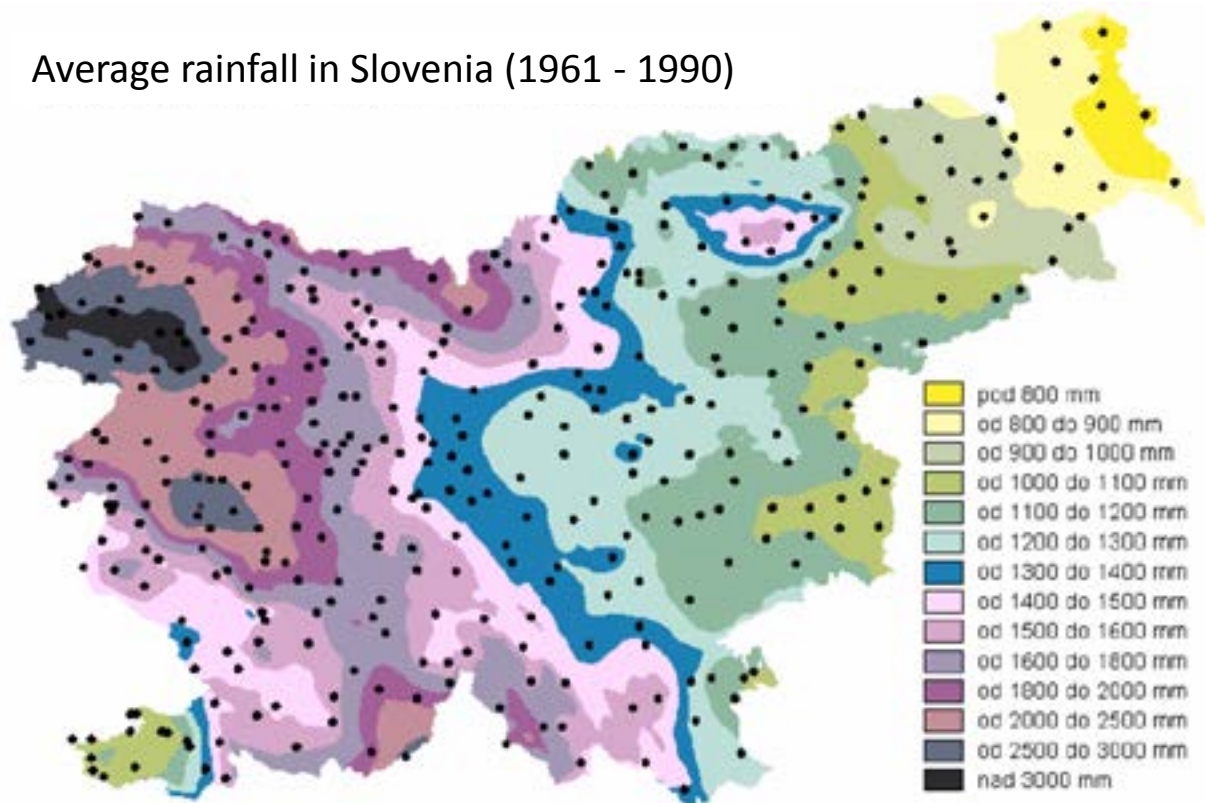 Average rainfall in Slovenia (1961 - 1990)
pod 800 mm
od 800 do 900 mm
od 900 do 1000 mm
od 1000 do 1100 mm
od 1100 do 1200 mm
od 1200 do 1300 mm
od 1300 do 1400 mm
od 1400 do 1500 mm
od 1500 do 1600 mm
od 1600 do 1800 mm
od 1800 do 2000 mm
od 2000 do 2500 mm
od 2500 do 3000 mm
nad 3000 mm